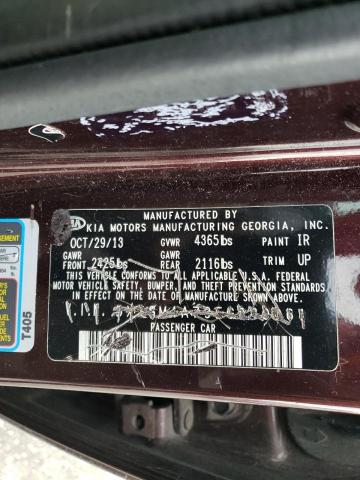 MANUFACTURED BY
KIA MOTORS MANUFACTURING GEORGIA, INC.
OCT/29/13 GVWR 4365lbs PAINT IR
GAWR GAWR
FRONT 2425lbs REAR 2116lbs TRIM UP
THIS VEHICLE CONFORMS TO ALL APPLICABLE U.S.A. FEDERAL
MOTOR VEHICLE SAFETY, BUMPER, AND THEFT PREVENTION STANDARDS
IN EFFECT ON THE DATE OF MANUFACTURE SHOWN ABOVE.
PASSENGER CAR
T405